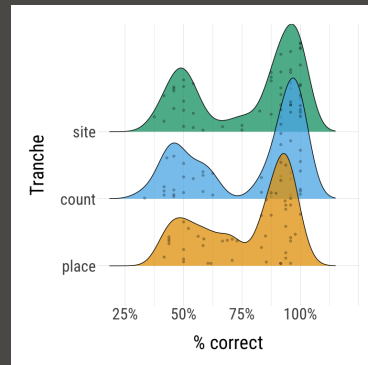 Tranche
site
count
place
25% 50% 75% 100%
% correct